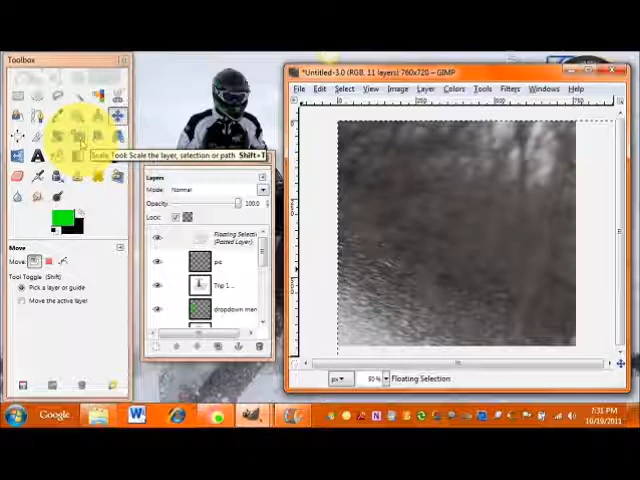 Toolbox
*Untitled-3.0 (RGB, 11 layers) 760x720 – GIMP
File Edit Select View Image Layer Colors Tools Filters Windows Help
0
750
Scale Tool: Scale the layer, selection or path Shift+T
Layers
Mode: Normal
Opacity: 100.0
Lock:
Floating Selection
(Pasted Layer)
pic
Trip 1...
dropdown men
Move
Move:
Tool Toggle (Shift)
Pick a layer or guide
Move the active layer
px
Floating Selection
Google
7:31 PM
10/19/2011